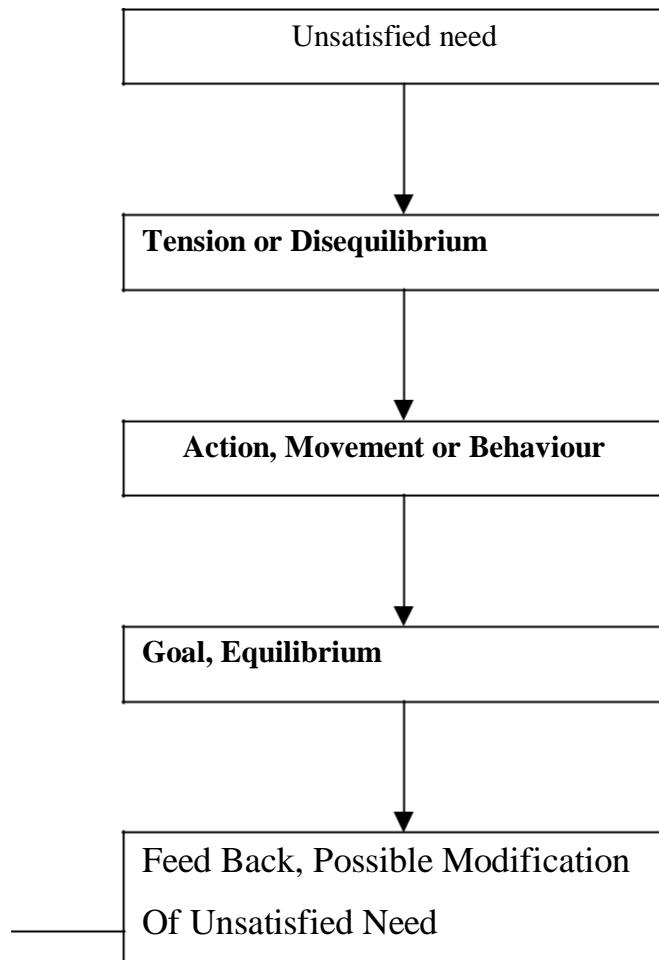 Unsatisfied need
Tension or Disequilibrium
Action, Movement or Behaviour
Goal, Equilibrium
Feed Back, Possible Modification
Of Unsatisfied Need